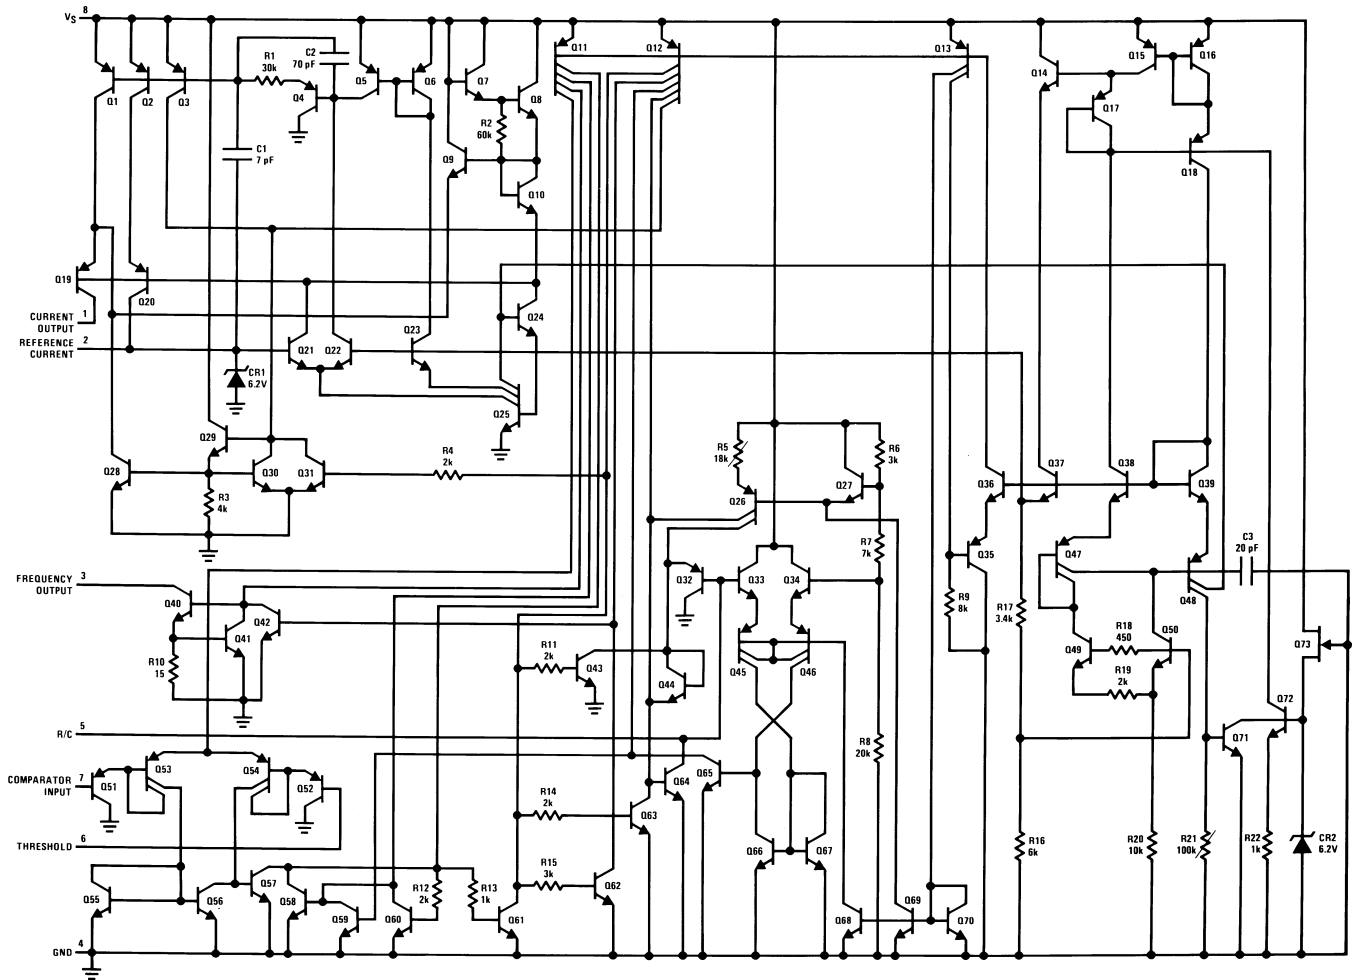 VS 8
Q1
Q2
Q3
R1
30k
C2
70 pF
Q4
Q5
Q6
Q7
Q8
R2
60k
Q9
Q10
Q11
Q12
Q13
Q14
Q15
Q16
Q17
Q18
C1
7 pF
Q19
Q20
CURRENT OUTPUT 1
REFERENCE CURRENT 2
CR1
6.2V
Q21
Q22
Q23
Q24
Q25
Q28
Q29
R3
4k
Q30
Q31
R4
2k
R5
18k
Q26
Q27
R6
3k
R7
7k
Q36
Q37
Q38
Q39
Q35
R9
8k
R17
3.4k
Q47
Q48
C3
20 pF
FREQUENCY OUTPUT 3
Q40
Q41
Q42
R10
15
Q32
Q33
Q34
R11
2k
Q43
Q44
Q45
Q46
Q49
R18
450
R19
2k
Q50
Q73
Q72
Q71
R/C 5
COMPARATOR INPUT 7
Q51
Q53
Q54
Q52
THRESHOLD 6
R8
20k
Q64
Q65
R14
2k
Q63
R15
3k
Q62
Q66
Q67
R16
6k
R20
10k
R21
100k
R22
1k
CR2
6.2V
Q55
Q56
Q57
Q58
Q59
Q60
R12
2k
R13
1k
Q61
Q68
Q69
Q70
GND 4